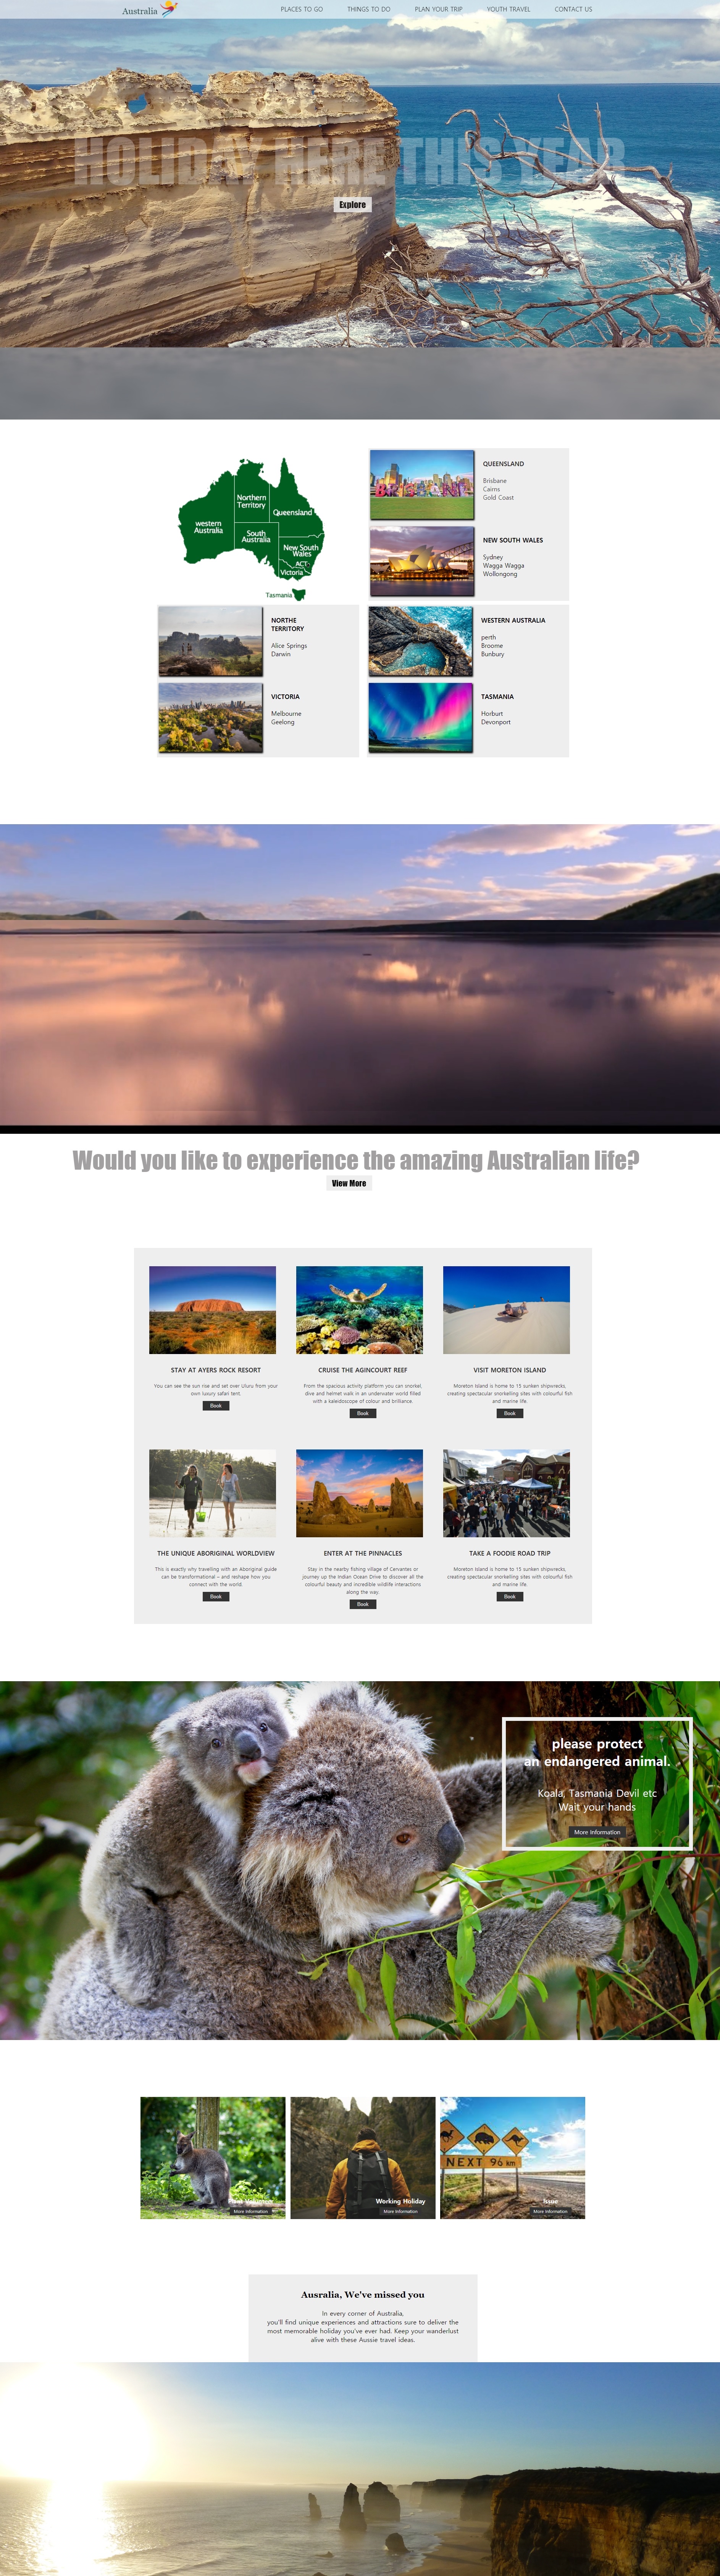 Australia
PLACES TO GO
THINGS TO DO
PLAN YOUR TRIP
YOUTH TRAVEL
CONTACT US
HOLIDAY HERE THIS YEAR
Explore
Northern
Territory
Queensland
western
Australia
South
Australia
New South
Wales
ACT
Victoria
Tasmania
QUEENSLAND
Brisbane
Cairns
Gold Coast
BRISBANE
NEW SOUTH WALES
Sydney
Wagga Wagga
Wollongong
NORTHE
TERRITORY
Alice Springs
Darwin
WESTERN AUSTRALIA
perth
Broome
Bunbury
VICTORIA
Melbourne
Geelong
TASMANIA
Horburt
Devonport
Would you like to experience the amazing Australian life?
View More
STAY AT AYERS ROCK RESORT
You can see the sun rise and set over Uluru from your
own luxury safari tent.
Book
CRUISE THE AGINCOURT REEF
From the spacious activity platform you can snorkel,
dive and helmet walk in an underwater world filled
with a kaleidoscope of colour and brilliance.
Book
VISIT MORETON ISLAND
Moreton Island is home to 15 sunken shipwrecks,
creating spectacular snorkelling sites with colourful fish
and marine life.
Book
THE UNIQUE ABORIGINAL WORLDVIEW
This is exactly why travelling with an Aboriginal guide
can be transformational – and reshape how you
connect with the world.
Book
ENTER AT THE PINNACLES
Stay in the nearby fishing village of Cervantes or
journey up the Indian Ocean Drive to discover all the
colourful beauty and incredible wildlife interactions
along the way.
Book
TAKE A FOODIE ROAD TRIP
Moreton Island is home to 15 sunken shipwrecks,
creating spectacular snorkelling sites with colourful fish
and marine life.
Book
please protect
an endangered animal.
Koala, Tasmania Devil etc
Wait your hands
More Information
More Information
Working Holiday
More Information
NEXT 96 km
Issue
More Information
Ausralia, We've missed you
In every corner of Australia,
you'll find unique experiences and attractions sure to deliver the
most memorable holiday you've ever had. Keep your wanderlust
alive with these Aussie travel ideas.